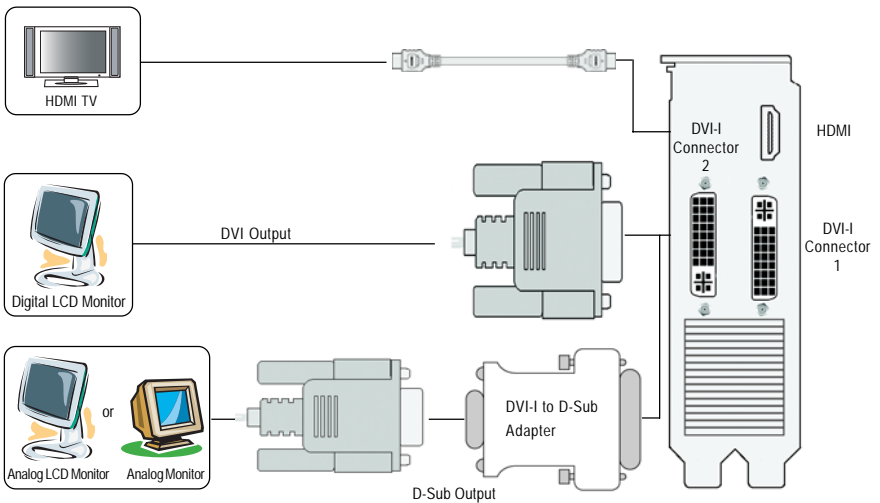 HDMI TV
DVI-I
Connector
2
HDMI
DVI Output
DVI-I
Connector
1
Digital LCD Monitor
or
DVI-I to D-Sub
Adapter
Analog LCD Monitor
Analog Monitor
D-Sub Output